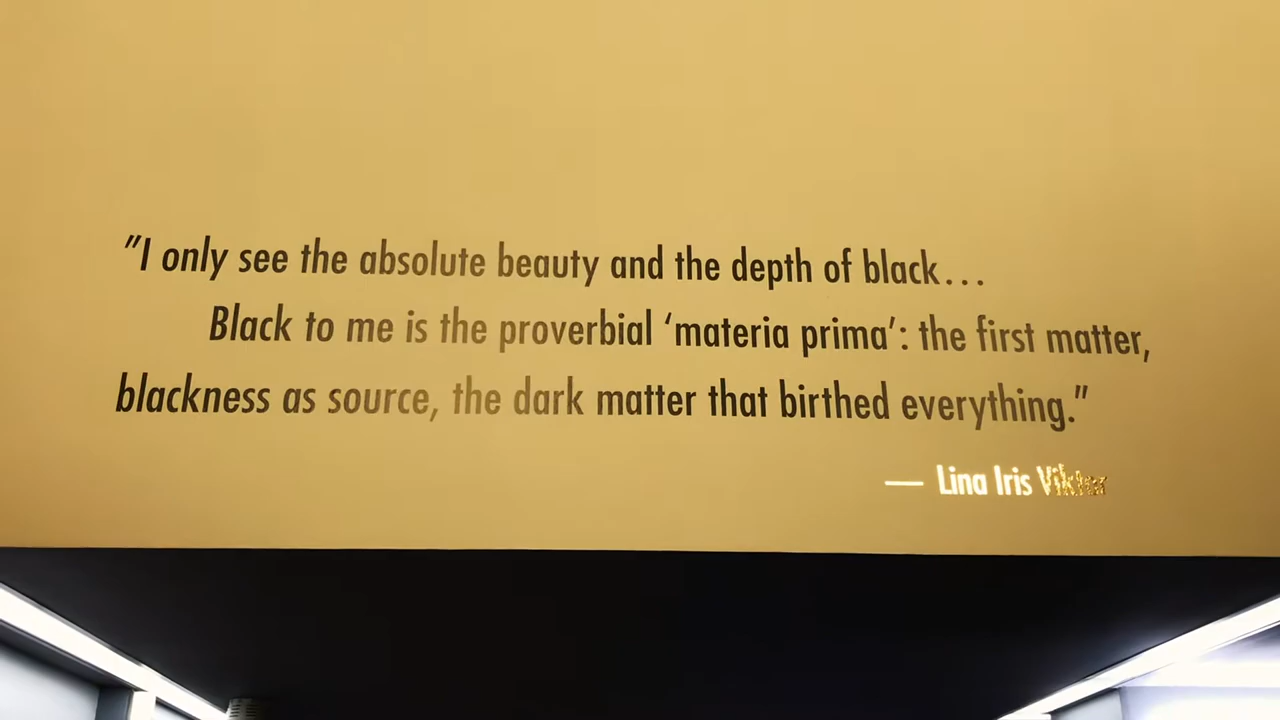 "I only see the absolute beauty and the depth of black...
Black to me is the proverbial ‘materia prima’: the first matter,
blackness as source, the dark matter that birthed everything."
— Lina Iris Viktor